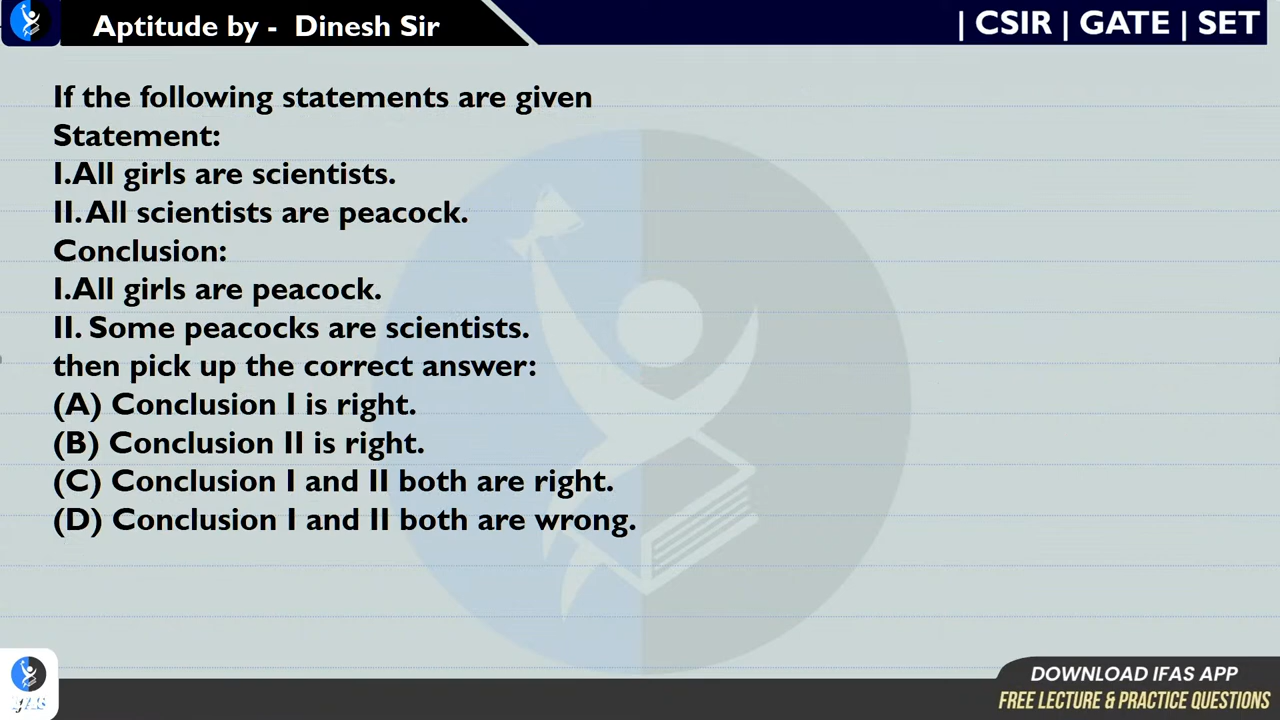 Aptitude by - Dinesh Sir
| CSIR | GATE | SET
If the following statements are given
Statement:
I.All girls are scientists.
II. All scientists are peacock.
Conclusion:
I.All girls are peacock.
II. Some peacocks are scientists.
then pick up the correct answer:
(A) Conclusion I is right.
(B) Conclusion II is right.
(C) Conclusion I and II both are right.
(D) Conclusion I and II both are wrong.
IFAS
DOWNLOAD IFAS APP
FREE LECTURE & PRACTICE QUESTIONS